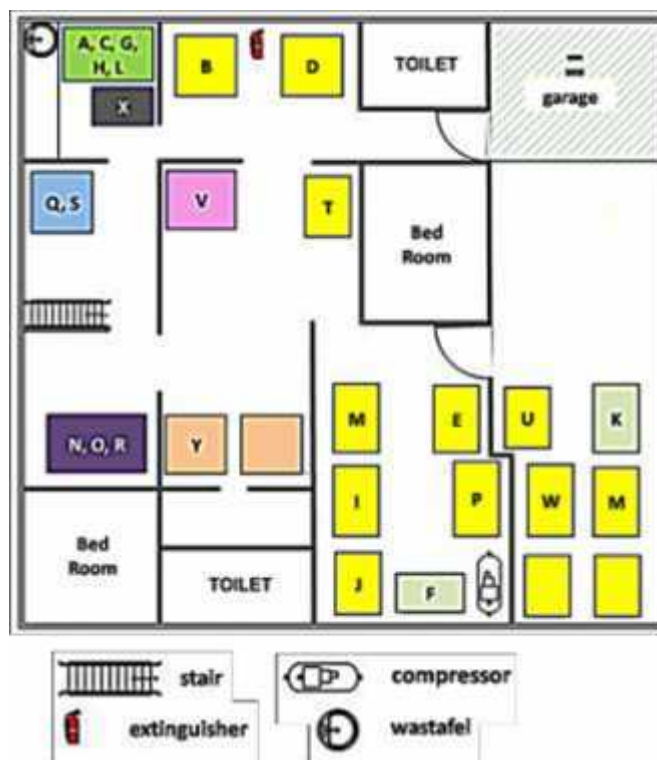 A, C, G,
H, L
X
B
D
TOILET
garage
Q, S
V
T
Bed
Room
M
E
U
K
N, O, R
Y
I
P
W
M
J
F
Bed
Room
TOILET
stair
compressor
extinguisher
wastafel